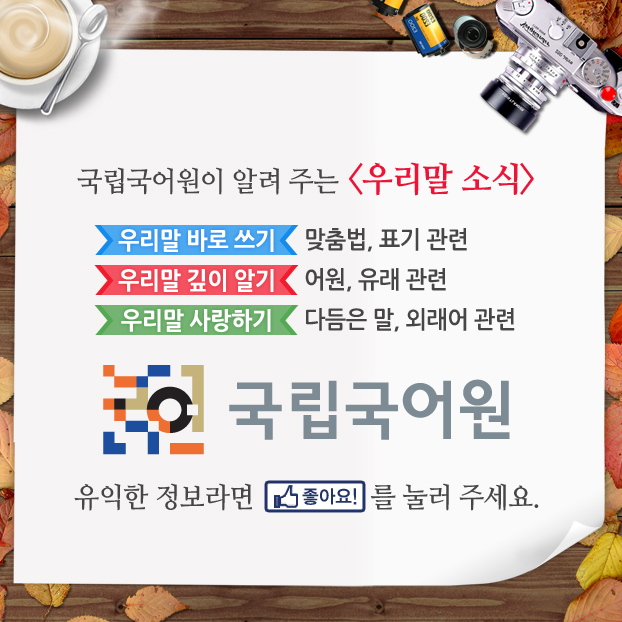 국립국어원이 알려 주는 〈우리말 소식〉
우리말 바로 쓰기 맞춤법, 표기 관련
우리말 깊이 알기 어원, 유래 관련
우리말 사랑하기 다듬은 말, 외래어 관련
국립국어원
유익한 정보라면 좋아요! 를 눌러 주세요.